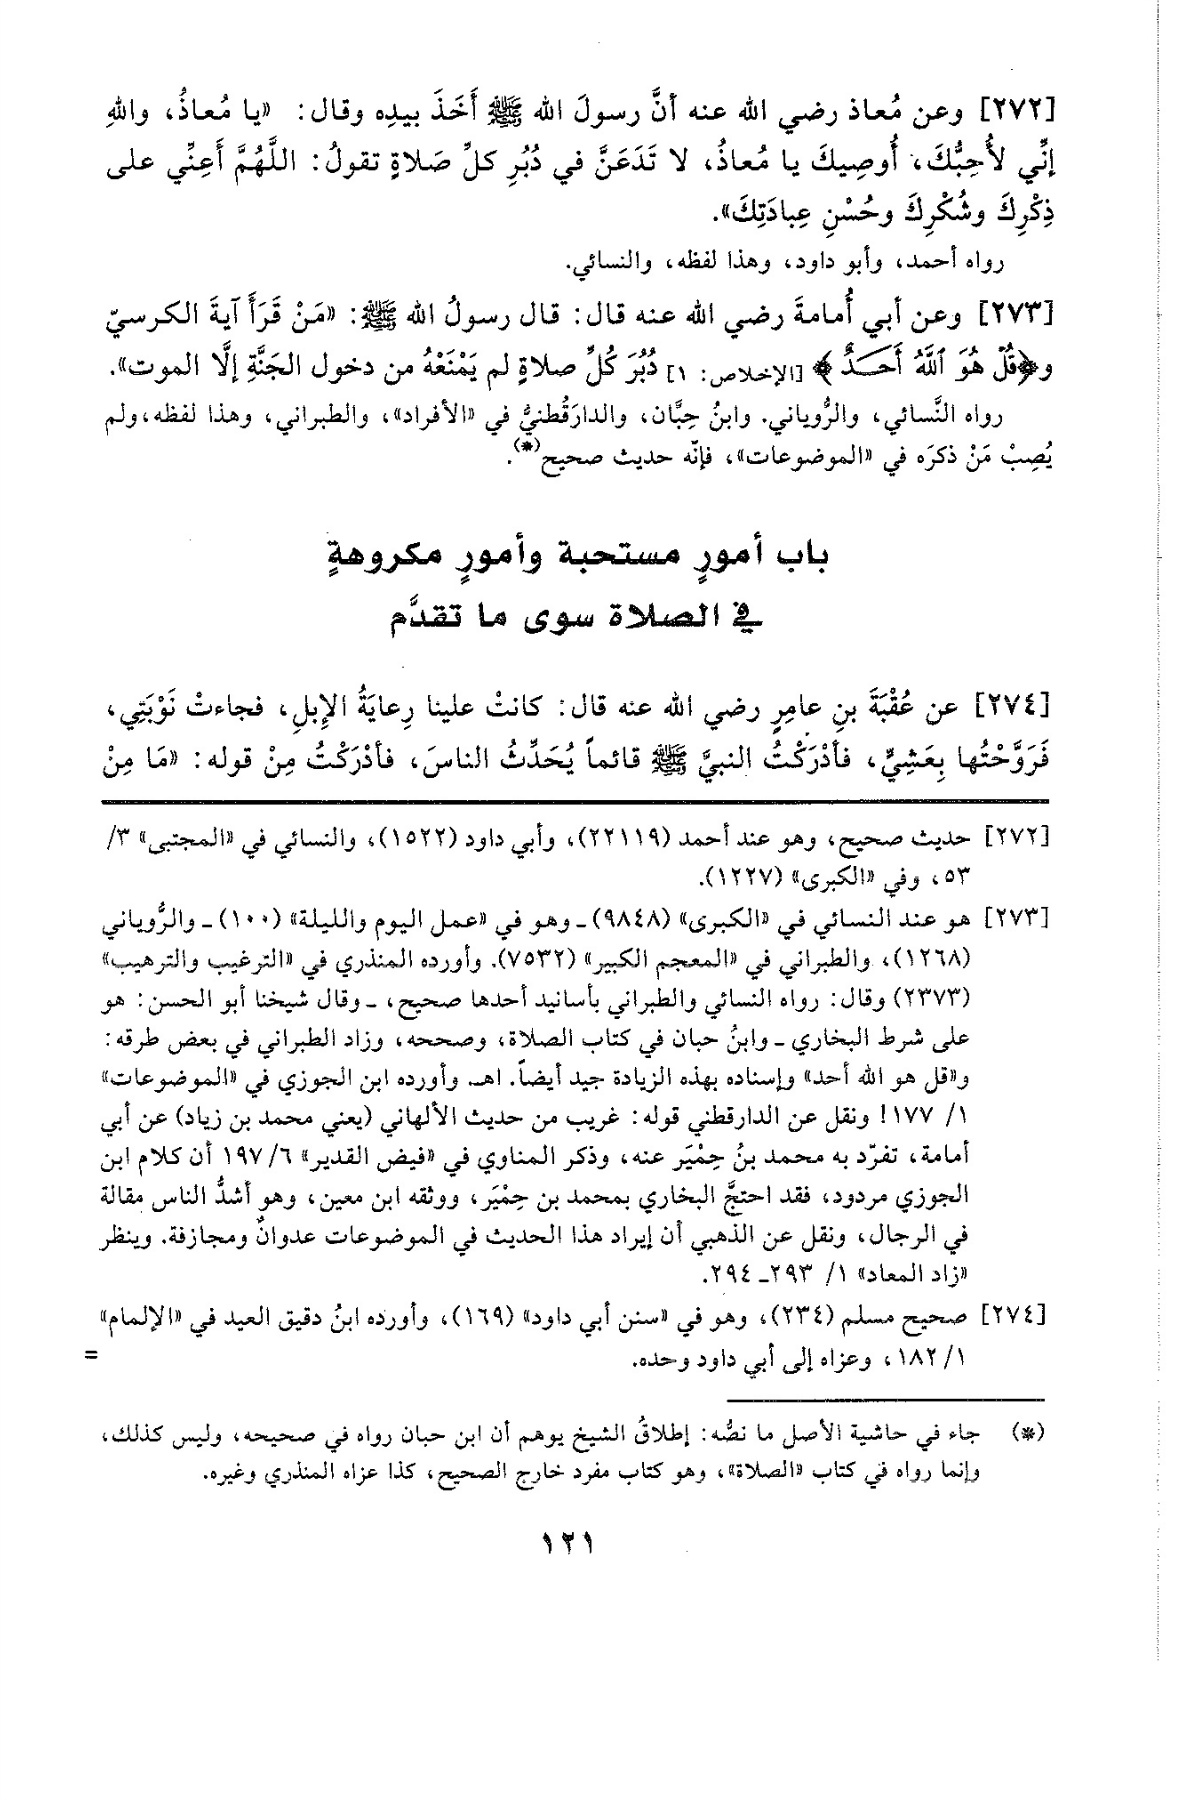 [٢٧٢] وعن مُعاذ رضي الله عنه أنَّ رسولَ الله ﷺ أَخَذَ بيدِه وقال: «يا مُعاذُ، واللهِ
إنِّي لأُحِبُّكَ، أُوصِيكَ يا مُعاذُ، لا تَدَعَنَّ في دُبُرِ كلِّ صَلاةٍ تقولُ: اللَّهُمَّ أَعِنِّي على
ذِكْرِكَ وشُكْرِكَ وحُسْنِ عِبادَتِكَ».
رواه أحمد، وأبو داود، وهذا لفظه، والنسائي.
[٢٧٣] وعن أبي أُمامةَ رضي الله عنه قال: قال رسولُ الله ﷺ: «مَنْ قَرَأَ آيةَ الكرسيّ
و﴿قُلْ هُوَ ٱللَّهُ أَحَدٌ﴾ [الإخلاص: ١] دُبُرَ كُلِّ صلاةٍ لم يَمْنَعْهُ من دخول الجَنَّةِ إلَّا الموت».
رواه النَّسائي، والرُّوياني. وابنُ حِبَّان، والدارَقُطنيُّ في «الأفراد»، والطبراني، وهذا لفظه،ولم
يُصِبْ مَنْ ذكرَه في «الموضوعات»، فإنّه حديث صحيح(*).
باب أمورٍ مستحبة وأمورٍ مكروهةٍ
في الصلاة سوى ما تقدَّم
[٢٧٤] عن عُقْبَةَ بنِ عامِرٍ رضي الله عنه قال: كانتْ علينا رِعايَةُ الإِبلِ، فجاءتْ نَوْبَتِي،
فَرَوَّحْتُها بِعَشِيٍّ، فأدْرَكْتُ النبيَّ ﷺ قائماً يُحَدِّثُ الناسَ، فأدْرَكْتُ مِنْ قوله: «مَا مِنْ
[٢٧٢] حديث صحيح، وهو عند أحمد (٢٢١١٩)، وأبي داود (١٥٢٢)، والنسائي في «المجتبى» ٣/
٥٣، وفي «الكبرى» (١٢٢٧).
[٢٧٣] هو عند النسائي في «الكبرى» (٩٨٤٨) ـ وهو في «عمل اليوم والليلة» (١٠٠) ـ والرُّوياني
(١٢٦٨)، والطبراني في «المعجم الكبير» (٧٥٣٢). وأورده المنذري في «الترغيب والترهيب»
(٢٣٧٣) وقال: رواه النسائي والطبراني بأسانيد أحدها صحيح، ـ وقال شيخنا أبو الحسن: هو
على شرط البخاري ـ وابنُ حبان في كتاب الصلاة، وصححه، وزاد الطبراني في بعض طرقه:
و«قل هو الله أحد» وإسناده بهذه الزيادة جيد أيضاً. اهـ. وأورده ابن الجوزي في «الموضوعات»
١/ ١٧٧! ونقل عن الدارقطني قوله: غريب من حديث الألهاني (يعني محمد بن زياد) عن أبي
أمامة، تفرّد به محمد بنُ حِمْيَر عنه، وذكر المناوي في «فيض القدير» ٦/ ١٩٧ أن كلام ابن
الجوزي مردود، فقد احتجَّ البخاري بمحمد بن حِمْيَر، ووثقه ابن معين، وهو أشدُّ الناس مقالة
في الرجال، ونقل عن الذهبي أن إيراد هذا الحديث في الموضوعات عدوانٌ ومجازفة. وينظر
«زاد المعاد» ١/ ٢٩٣ـ ٢٩٤.
[٢٧٤] صحيح مسلم (٢٣٤)، وهو في «سنن أبي داود» (١٦٩)، وأورده ابنُ دقيق العيد في «الإلمام»
١/ ١٨٢، وعزاه إلى أبي داود وحده. =
(*) جاء في حاشية الأصل ما نصُّه: إطلاقُ الشيخ يوهم أن ابن حبان رواه في صحيحه، وليس كذلك،
وإنما رواه في كتاب «الصلاة»، وهو كتاب مفرد خارج الصحيح، كذا عزاه المنذري وغيره.
١٢١